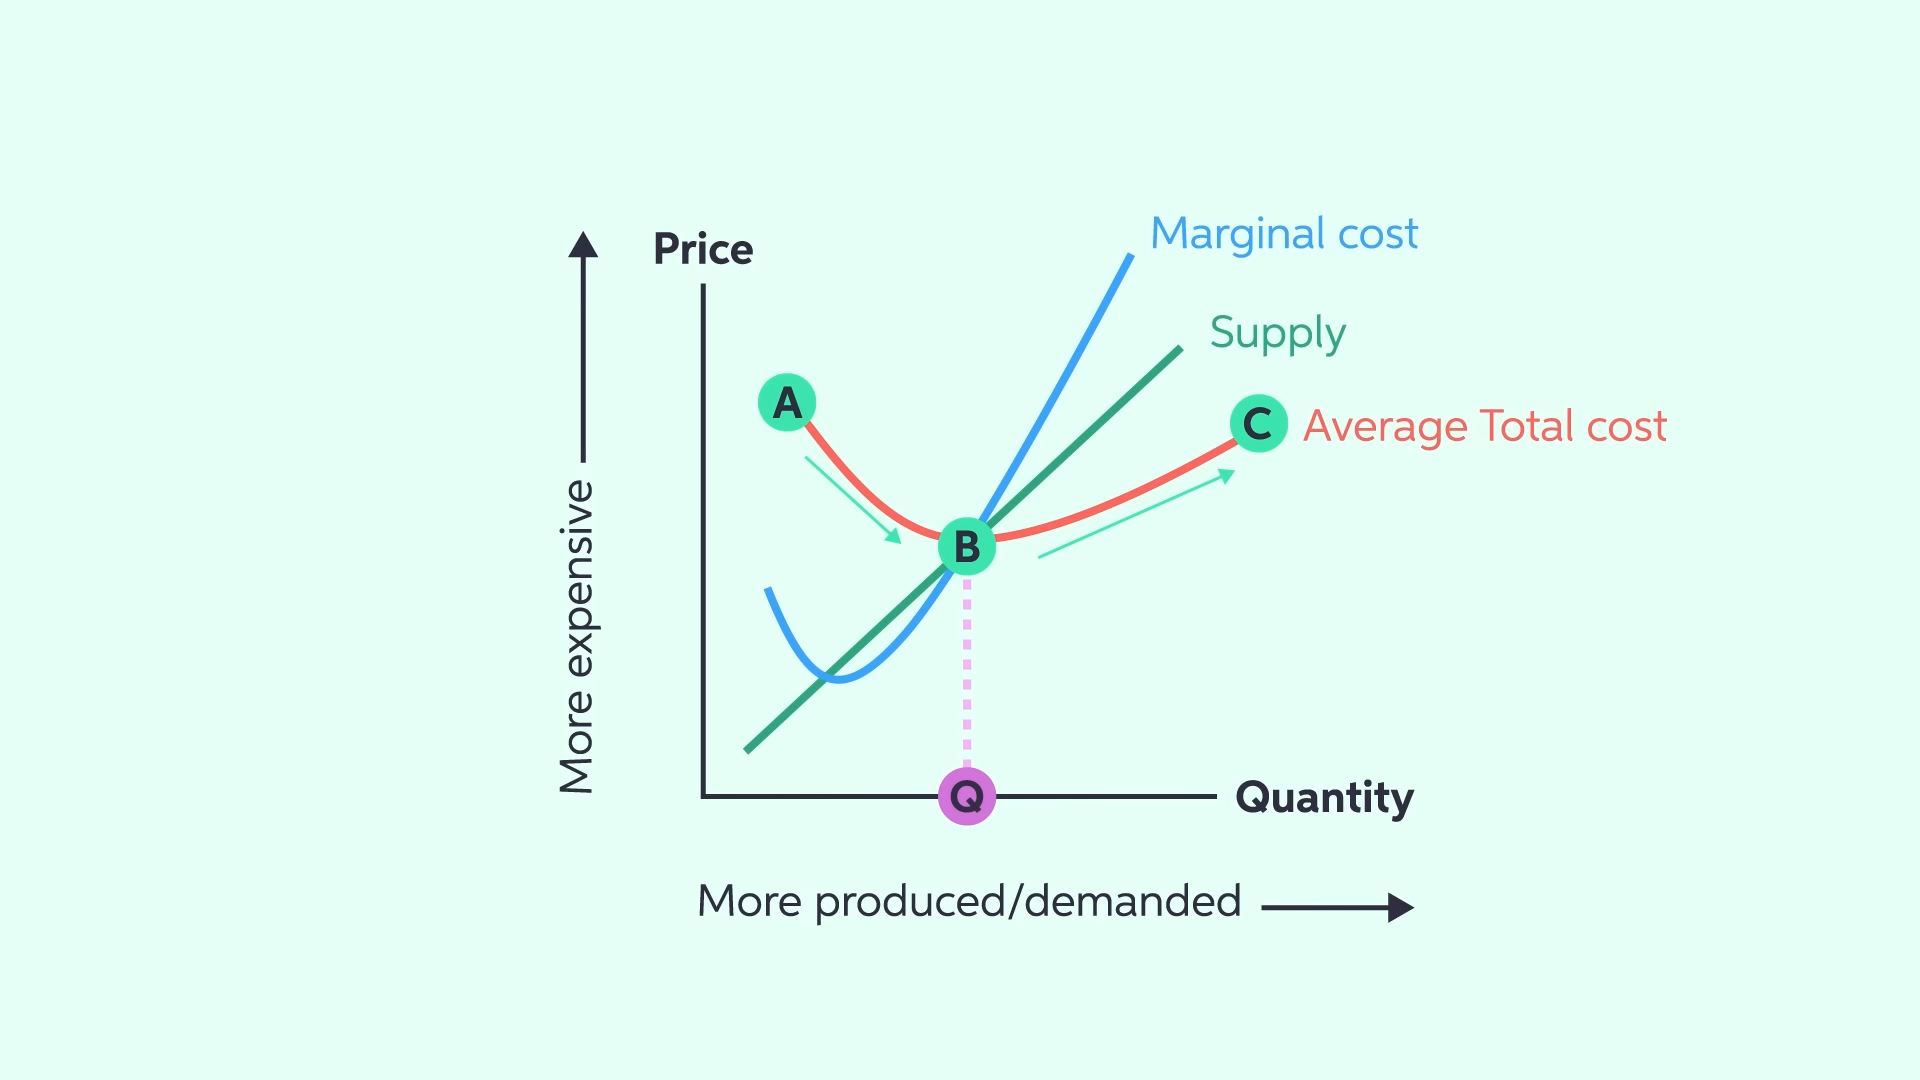 Marginal cost
Price
Supply
A
C
Average Total cost
B
More expensive
Q
Quantity
More produced/demanded